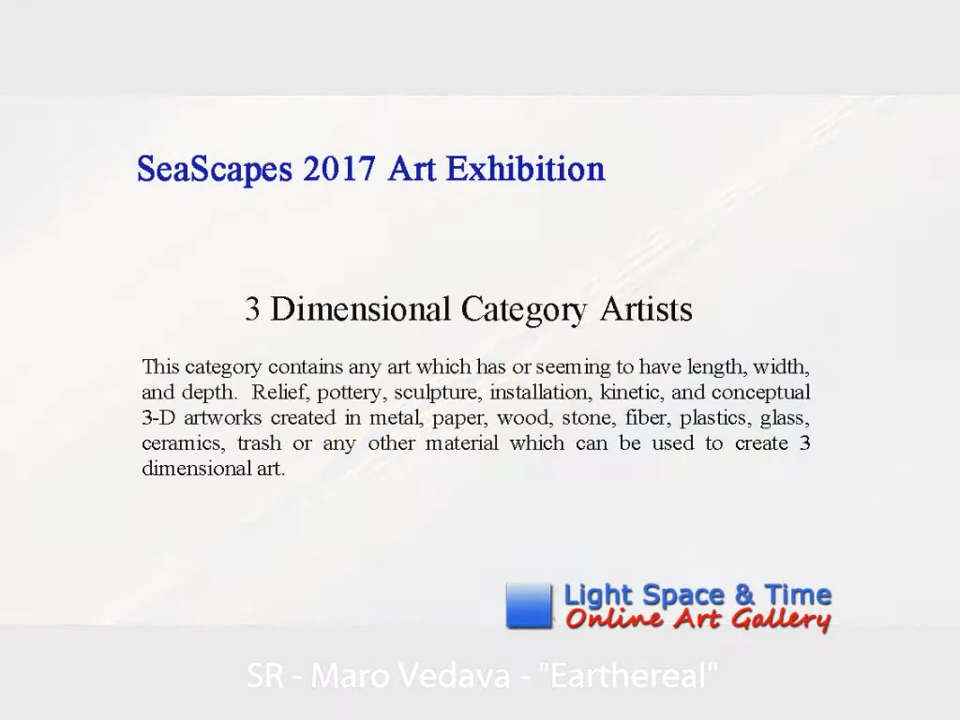 SeaScapes 2017 Art Exhibition
3 Dimensional Category Artists
This category contains any art which has or seeming to have length, width,
and depth. Relief, pottery, sculpture, installation, kinetic, and conceptual
3-D artworks created in metal, paper, wood, stone, fiber, plastics, glass,
ceramics, trash or any other material which can be used to create 3
dimensional art.
Light Space & Time
Online Art Gallery
SR - Maro Vedava - "Earthereal"